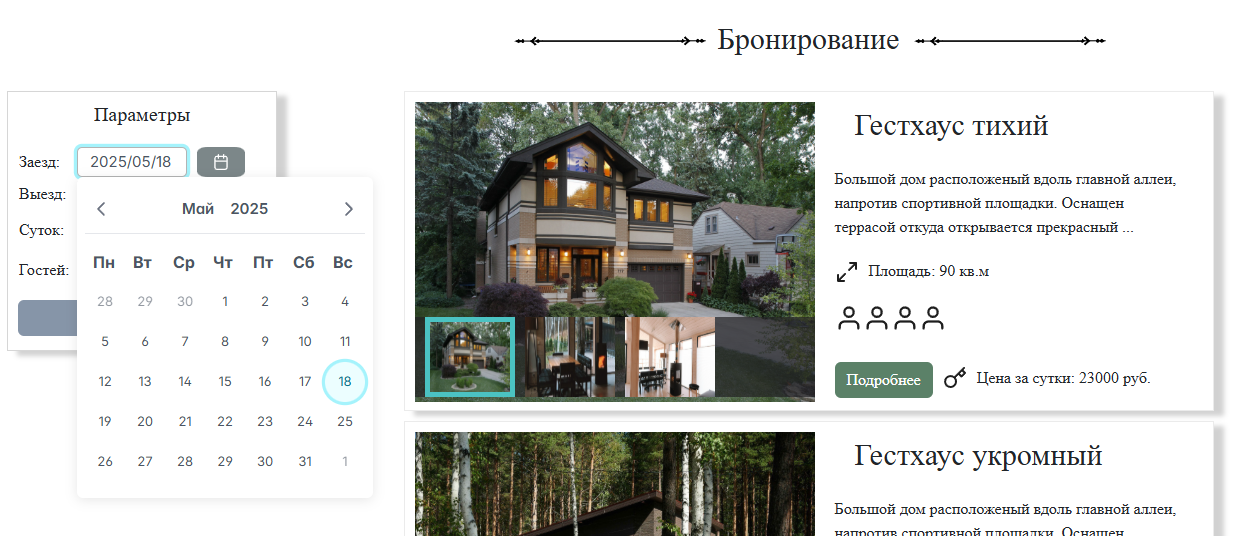 Бронирование
Параметры
Заезд: 2025/05/18
Выезд:
Суток:
Гостей:
Май 2025
Пн Вт Ср Чт Пт Сб Вс
28 29 30 1 2 3 4
5 6 7 8 9 10 11
12 13 14 15 16 17 18
19 20 21 22 23 24 25
26 27 28 29 30 31 1
Гестхаус тихий
Большой дом расположеный вдоль главной аллеи,
напротив спортивной площадки. Оснащен
террасой откуда открывается прекрасный ...
Площадь: 90 кв.м
Подробнее
Цена за сутки: 23000 руб.
Гестхаус укромный
Большой дом расположеный вдоль главной аллеи,
напротив спортивной площадки. Оснащен